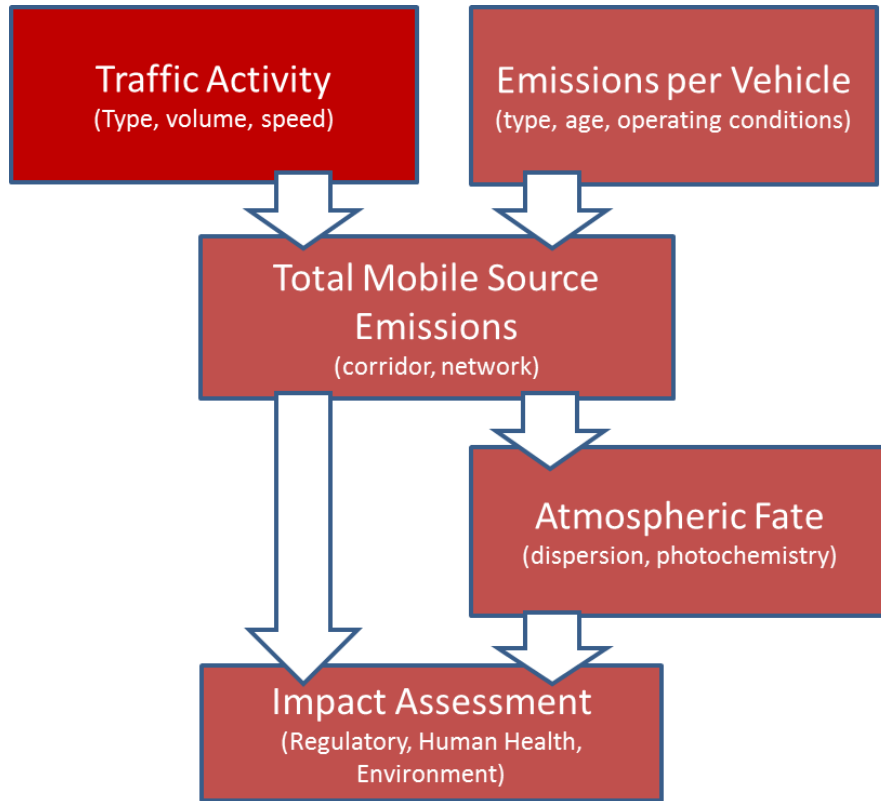 Traffic Activity
(Type, volume, speed)
Emissions per Vehicle
(type, age, operating conditions)
Total Mobile Source
Emissions
(corridor, network)
Atmospheric Fate
(dispersion, photochemistry)
Impact Assessment
(Regulatory, Human Health,
Environment)